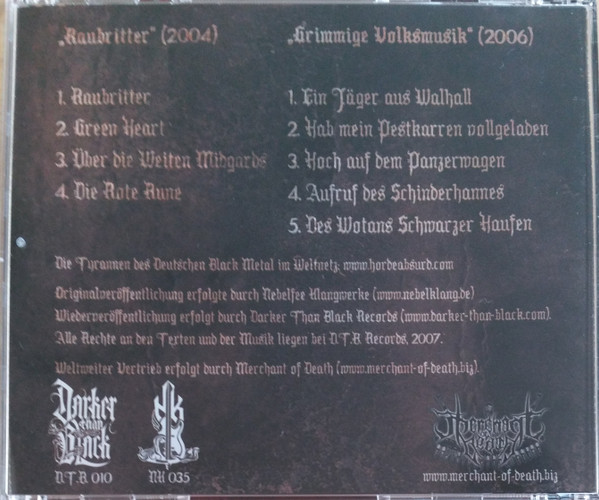 „Raubritter“ (2004)
1. Raubritter
2. Green Heart
3. Über die Weiten Midgards
4. Die Rote Rune
„Grimmige Volksmusik“ (2006)
1. Ein Jäger aus Walhall
2. Hab mein Pestkarren vollgeladen
3. Hoch auf dem Panzerwagen
4. Aufruf des Schinderhannes
5. Des Wotans Schwarzer Haufen
Die Tyrannen des Deutschen Black Metal im Weltnetz: www.hordeabsurd.com
Originalveröffentlichung erfolgte durch Nebelfee Klangwerke (www.nebelklang.de)
Wiederveröffentlichung erfolgt durch Darker Than Black Records (www.darker-than-black.com).
Alle Rechte an den Texten und der Musik liegen bei D.T.B. Records, 2007.
Weltweiter Vertrieb erfolgt durch Merchant of Death (www.merchant-of-death.biz).
Darker
than
Black
D.T.B. 010
NK 035
Merchant
of Death
www.merchant-of-death.biz